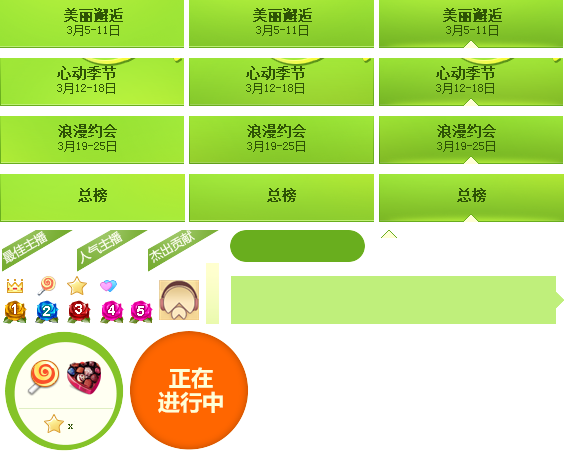 美丽邂逅 美丽邂逅 美丽邂逅
3月5-11日 3月5-11日 3月5-11日
心动季节 心动季节 心动季节
3月12-18日 3月12-18日 3月12-18日
浪漫约会 浪漫约会 浪漫约会
3月19-25日 3月19-25日 3月19-25日
总榜 总榜 总榜
最佳主播 人气主播 杰出贡献
1 2 3 4 5
正在
进行中
x